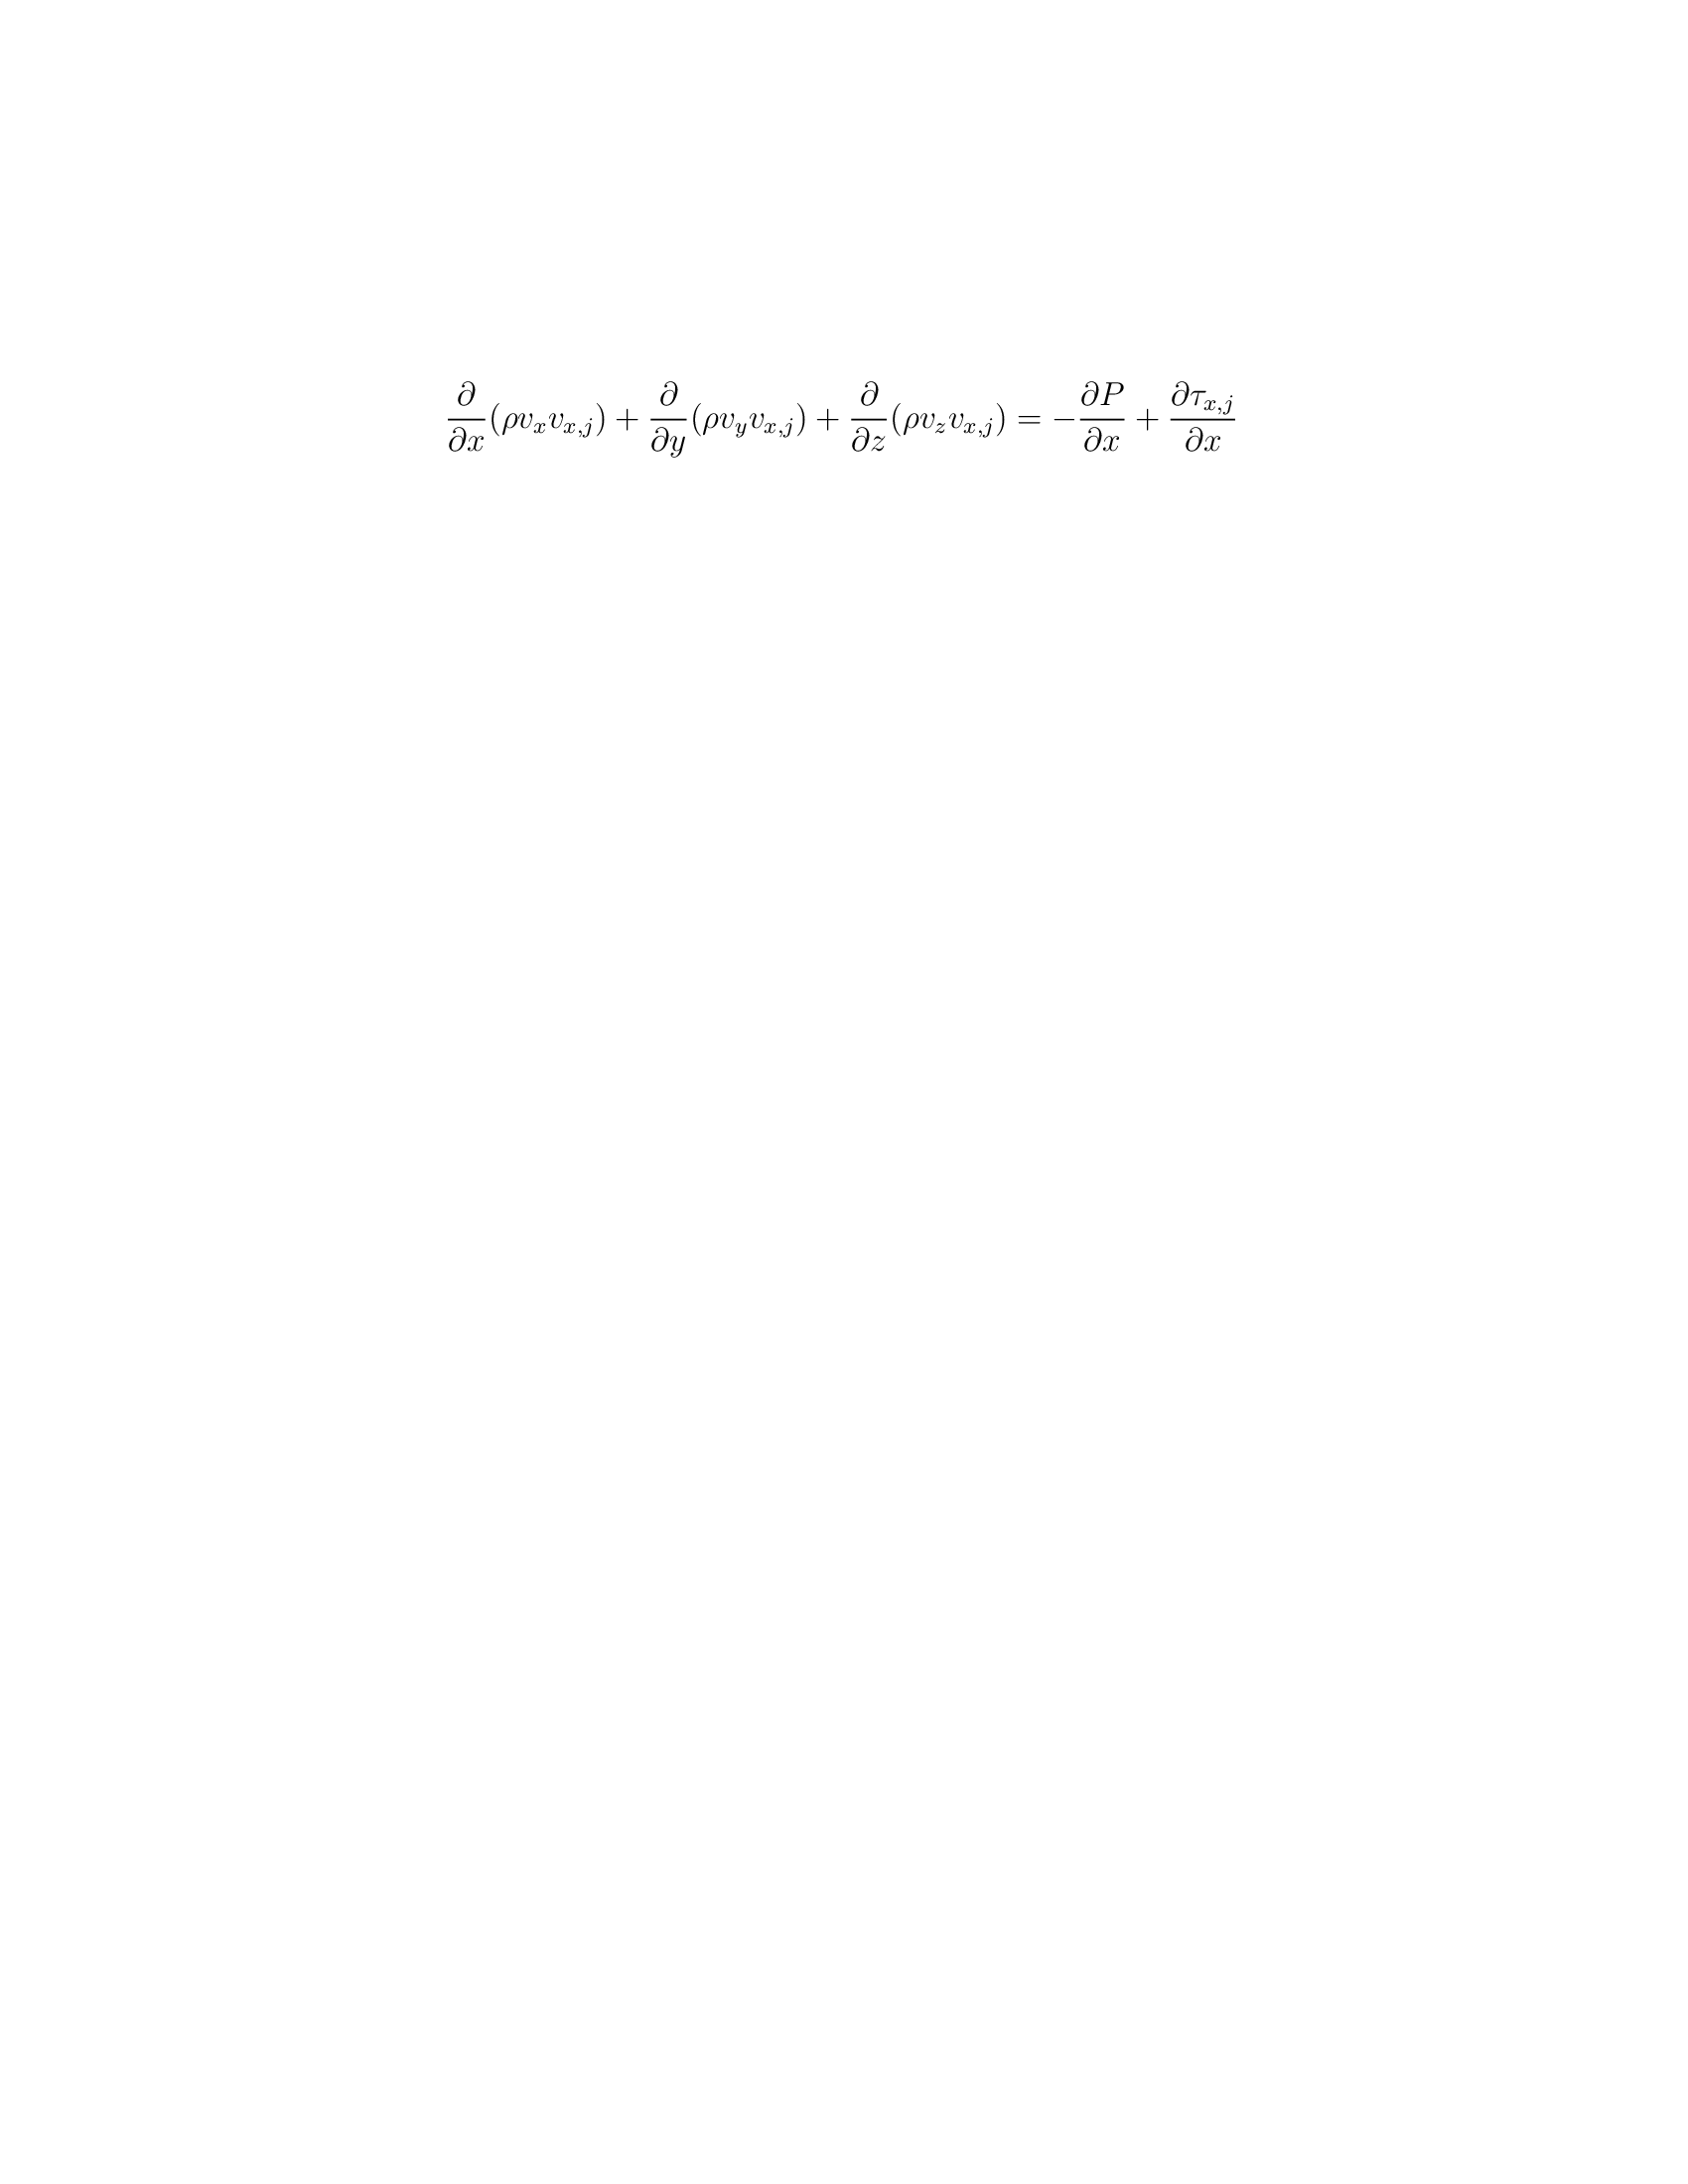 \frac{\partial}{\partial x}(\rho v_x v_{x,j}) + \frac{\partial}{\partial y}(\rho v_y v_{x,j}) + \frac{\partial}{\partial z}(\rho v_z v_{x,j}) = -\frac{\partial P}{\partial x} + \frac{\partial \tau_{x,j}}{\partial x}